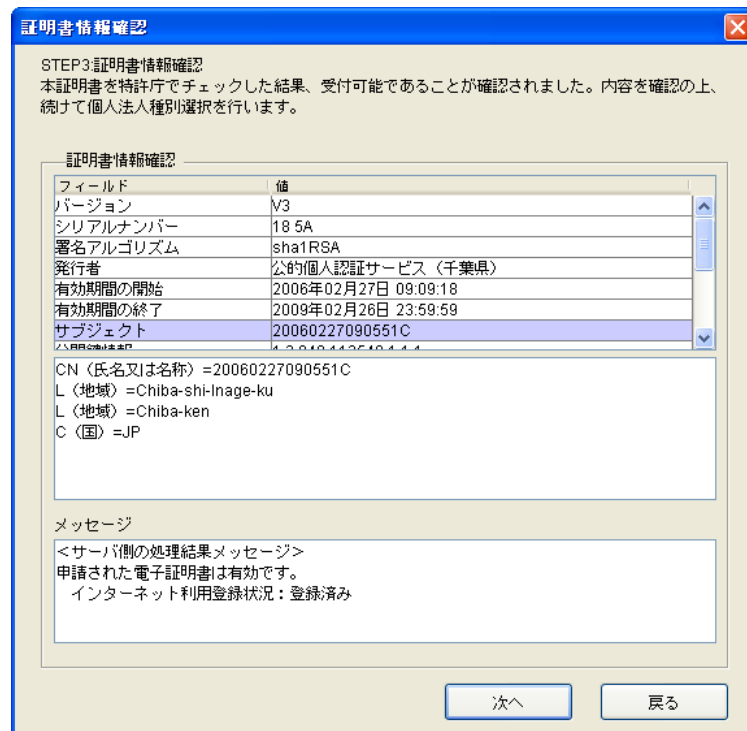 証明書情報確認
STEP3:証明書情報確認
本証明書を特許庁でチェックした結果、受付可能であることが確認されました。内容を確認の上、
続けて個人法人種別選択を行います。
証明書情報確認
フィールド 値
バージョン V3
シリアルナンバー 18 5A
署名アルゴリズム sha1RSA
発行者 公的個人認証サービス（千葉県）
有効期間の開始 2006年02月27日 09:09:18
有効期間の終了 2009年02月26日 23:59:59
サブジェクト 20060227090551C
CN（氏名又は名称）=20060227090551C
L（地域）=Chiba-shi-Inage-ku
L（地域）=Chiba-ken
C（国）=JP
メッセージ
＜サーバ側の処理結果メッセージ＞
申請された電子証明書は有効です。
インターネット利用登録状況：登録済み
次へ 戻る